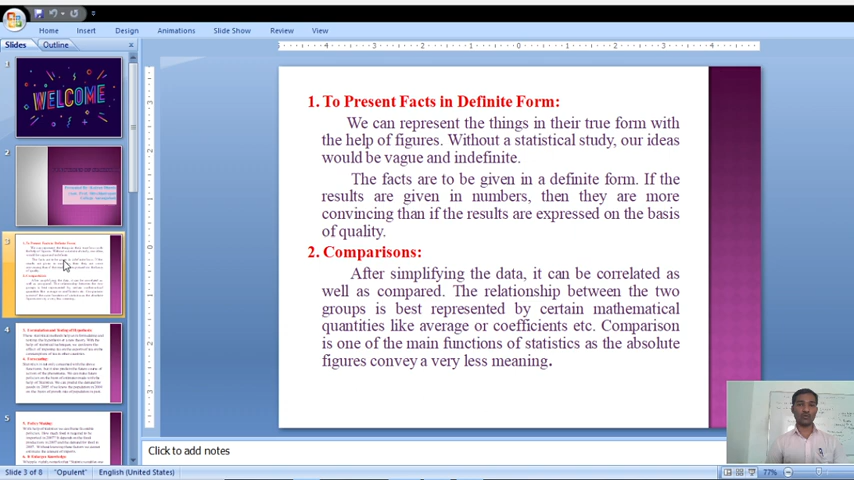 Home Insert Design Animations Slide Show Review View
Slides Outline
1
WELCOME
2
3
4
5
1. To Present Facts in Definite Form:
We can represent the things in their true form with
the help of figures. Without a statistical study, our ideas
would be vague and indefinite.
The facts are to be given in a definite form. If the
results are given in numbers, then they are more
convincing than if the results are expressed on the basis
of quality.
2. Comparisons:
After simplifying the data, it can be correlated as
well as compared. The relationship between the two
groups is best represented by certain mathematical
quantities like average or coefficients etc. Comparison
is one of the main functions of statistics as the absolute
figures convey a very less meaning.
Click to add notes
Slide 3 of 8 "Opulent" English (United States) 77%